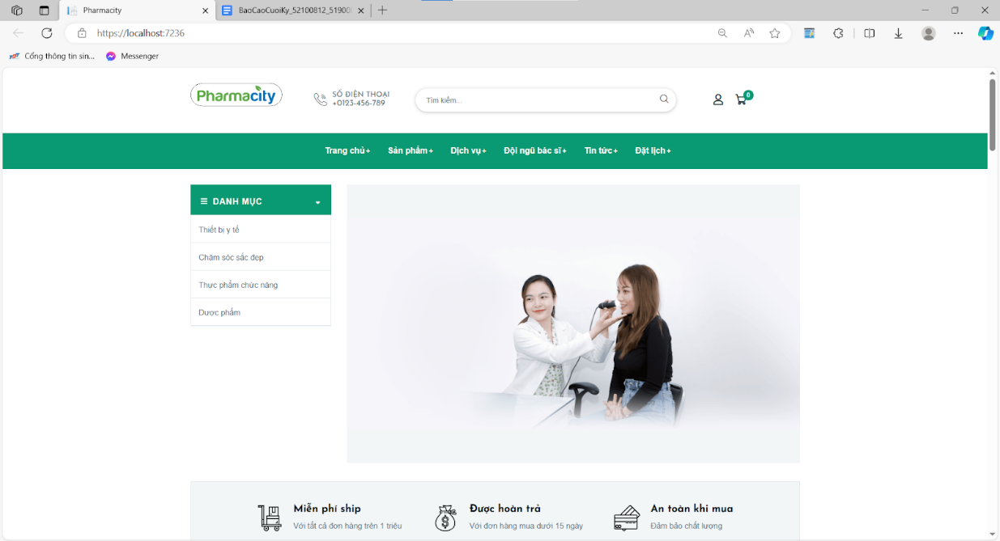 Pharmacity
BaoCaoCuoiKy_52100812_5190
https://localhost:7236
Cổng thông tin sin...
Messenger
Pharmacity
SỐ ĐIỆN THOẠI
+0123-456-789
Tìm kiếm...
0
Trang chủ+
Sản phẩm+
Dịch vụ+
Đội ngũ bác sĩ+
Tin tức+
Đặt lịch+
DANH MỤC
Thiết bị y tế
Chăm sóc sắc đẹp
Thực phẩm chức năng
Dược phẩm
Miễn phí ship
Với tất cả đơn hàng trên 1 triệu
Được hoàn trả
Với đơn hàng mua dưới 15 ngày
An toàn khi mua
Đảm bảo chất lượng